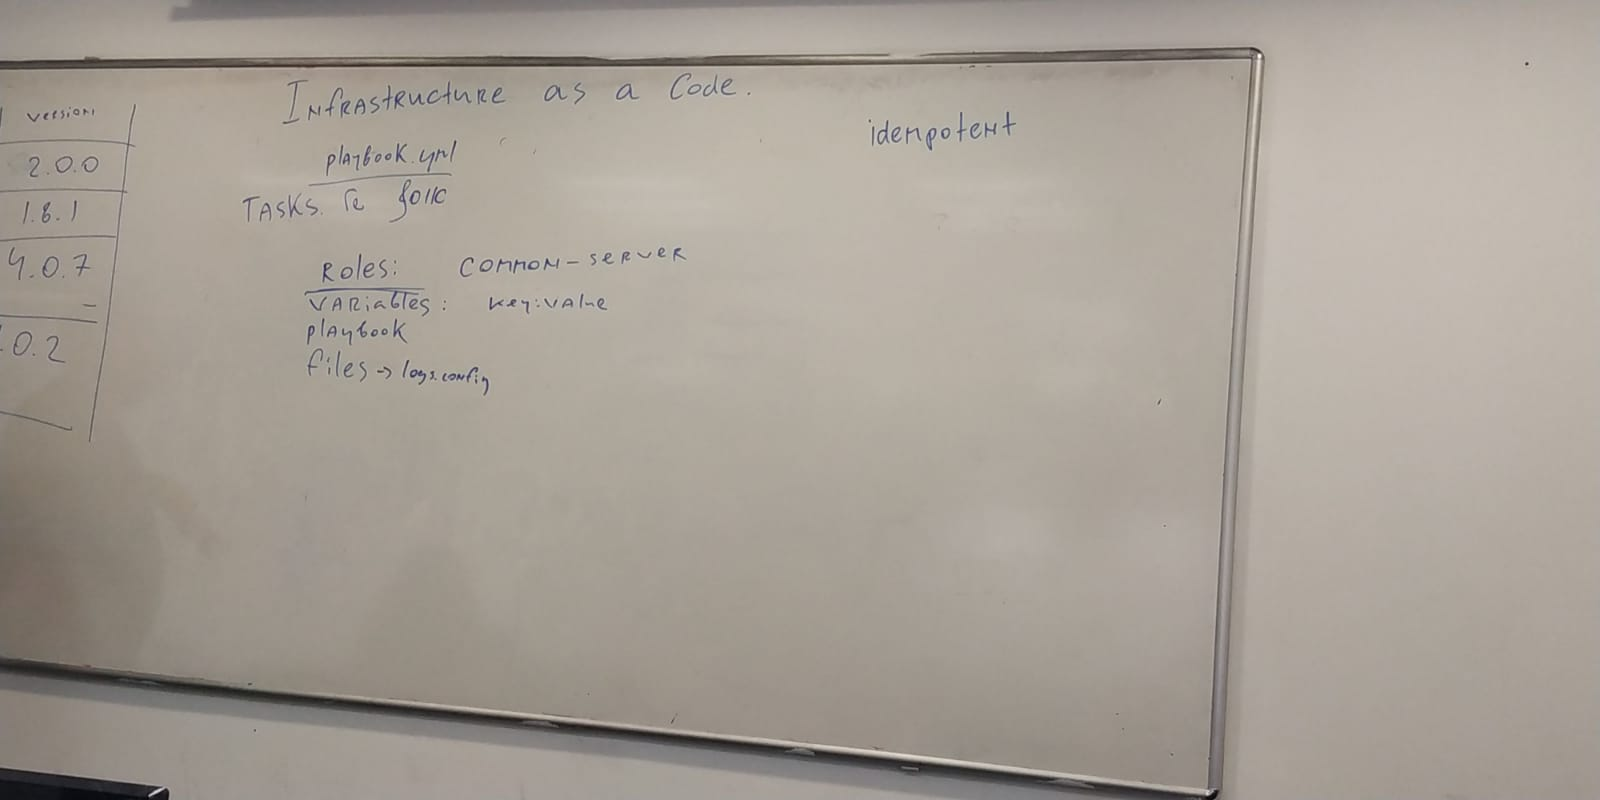 version
2.0.0
1.8.1
4.0.7
-
.0.2
Infrastructure as a Code.
idempotent
playbook.yml
TASKS.
Roles: common-server
variables: key:value
playbook
files -> logs.config